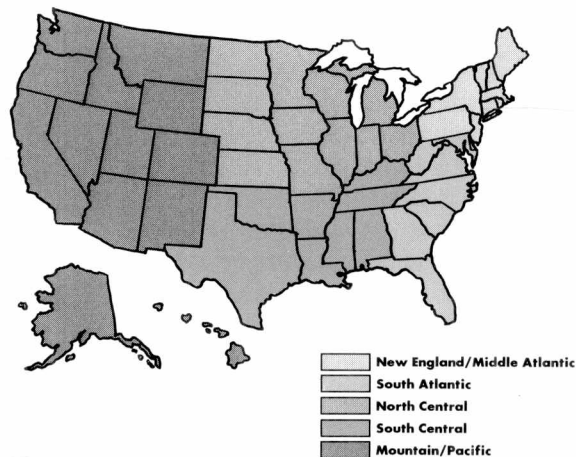 New England/Middle Atlantic
South Atlantic
North Central
South Central
Mountain/Pacific